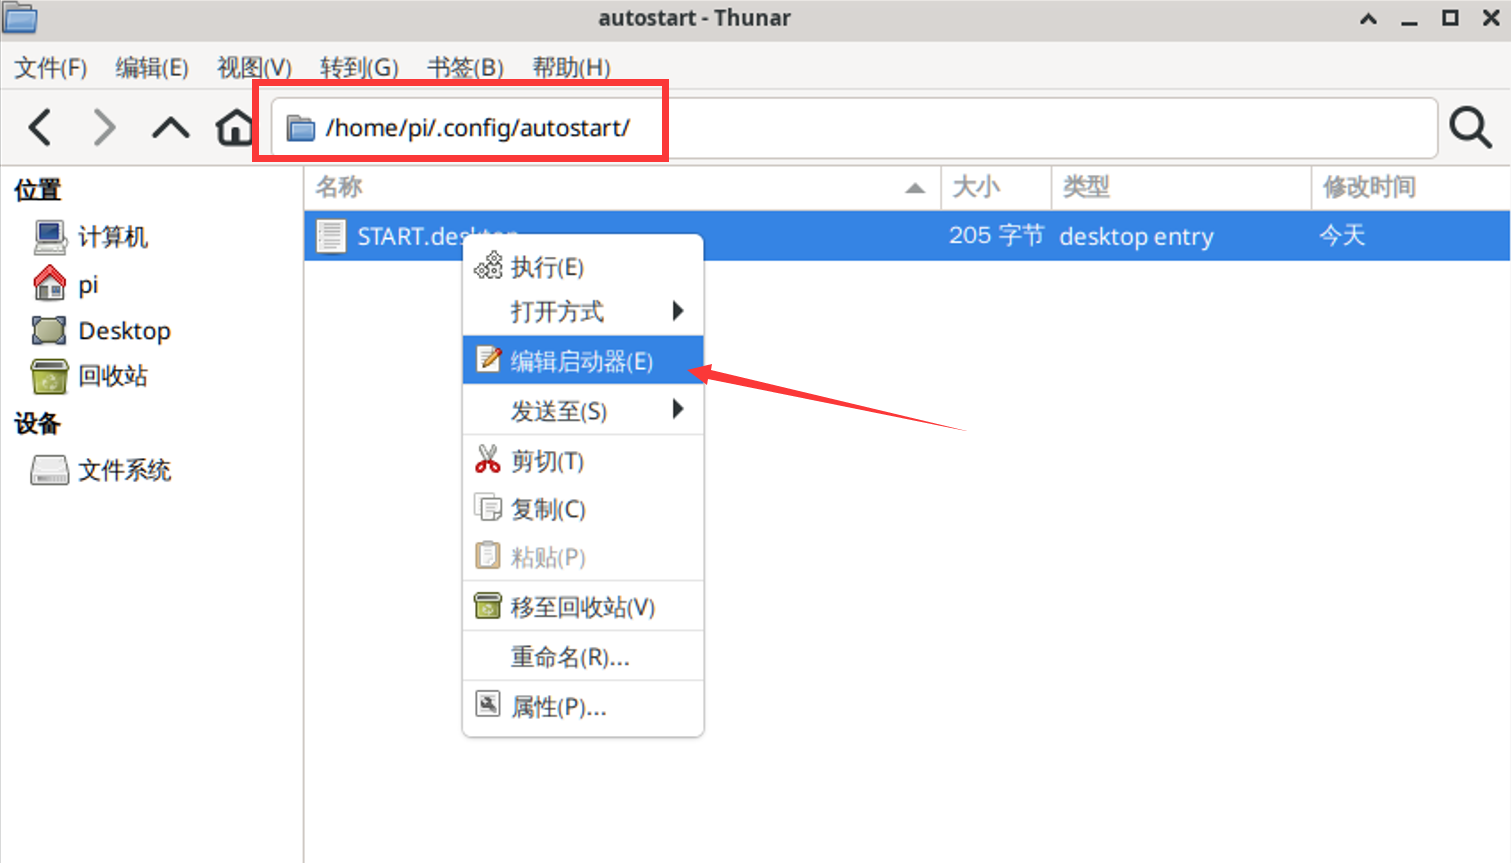 autostart - Thunar
文件(F) 编辑(E) 视图(V) 转到(G) 书签(B) 帮助(H)
/home/pi/.config/autostart/
位置
计算机
pi
Desktop
回收站
设备
文件系统
名称 大小 类型 修改时间
START.desktop 205 字节 desktop entry 今天
执行(E)
打开方式
编辑启动器(E)
发送至(S)
剪切(T)
复制(C)
粘贴(P)
移至回收站(V)
重命名(R)...
属性(P)...